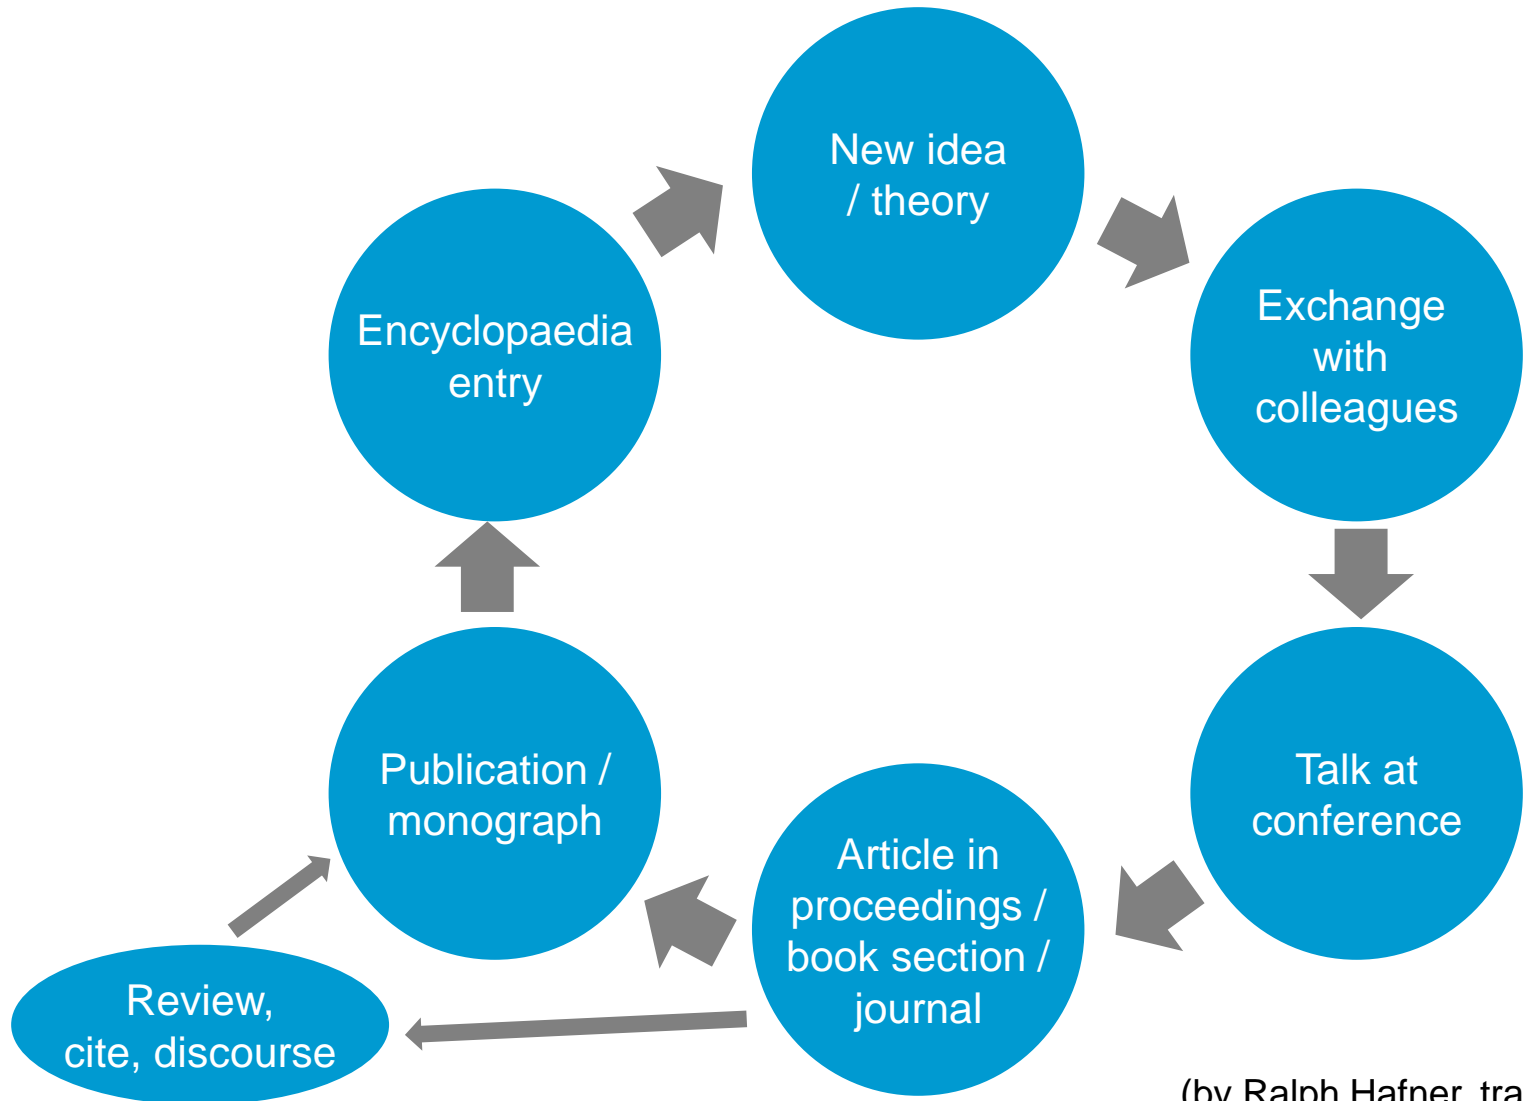 New idea
/ theory
Exchange
with
colleagues
Talk at
conference
Article in
proceedings /
book section /
journal
Review,
cite, discourse
Publication /
monograph
Encyclopaedia
entry
(by Ralph Hafner, tra